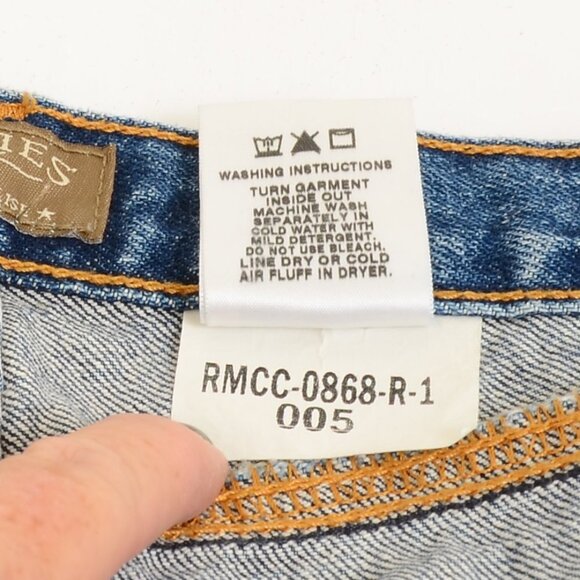 WASHING INSTRUCTIONS
TURN GARMENT
INSIDE OUT
MACHINE WASH
SEPARATELY IN
COLD WATER WITH
MILD DETERGENT
DO NOT USE BLEACH.
LINE DRY OR COLD
AIR FLUFF IN DRYER.
RMCC-0868-R-1
005